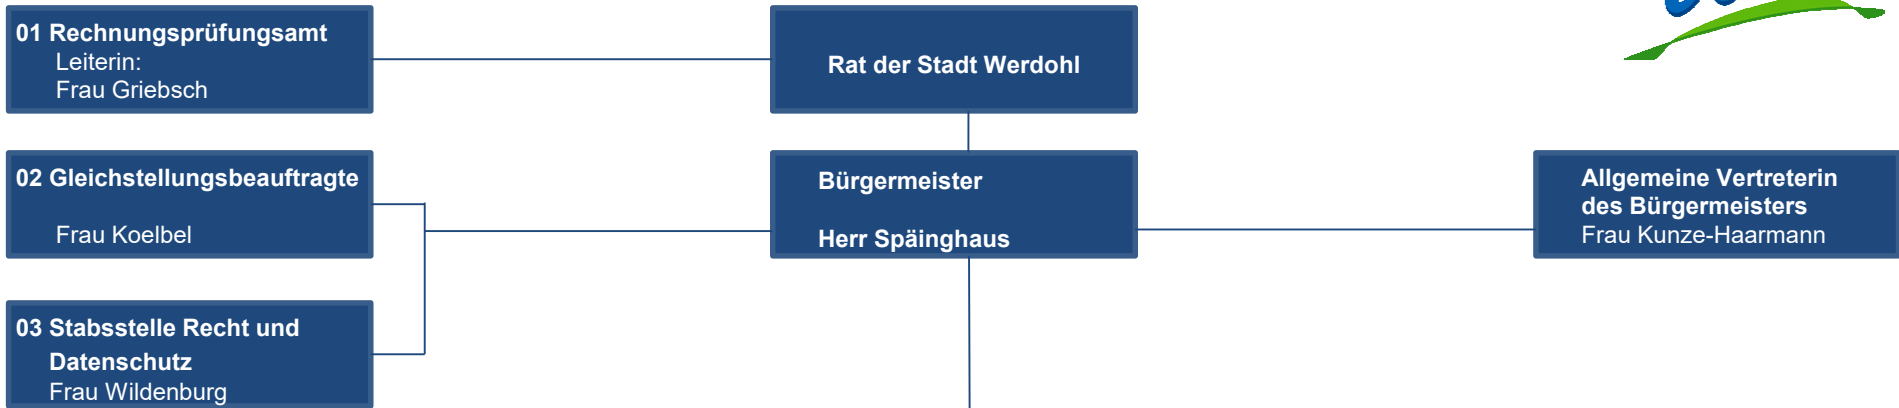 01 Rechnungsprüfungsamt
Leiterin:
Frau Griebsch
Rat der Stadt Werdohl
02 Gleichstellungsbeauftragte
Frau Koelbel
Bürgermeister
Herr Späinghaus
Allgemeine Vertreterin
des Bürgermeisters
Frau Kunze-Haarmann
03 Stabsstelle Recht und
Datenschutz
Frau Wildenburg